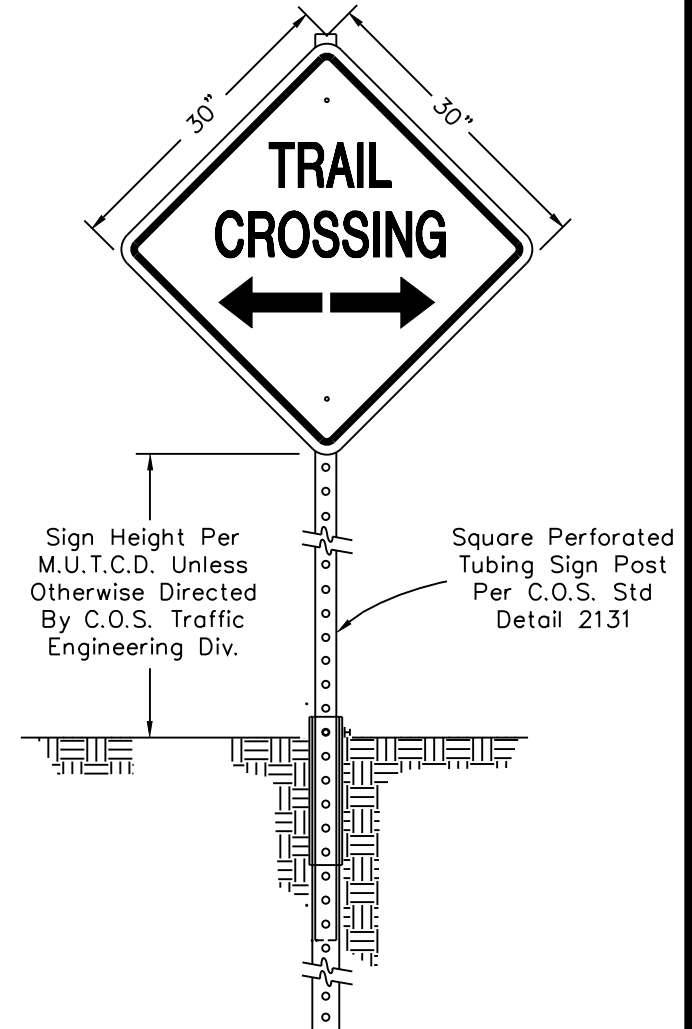 30”
30”
TRAIL
CROSSING
Sign Height Per
M.U.T.C.D. Unless
Otherwise Directed
By C.O.S. Traffic
Engineering Div.
Square Perforated
Tubing Sign Post
Per C.O.S. Std
Detail 2131